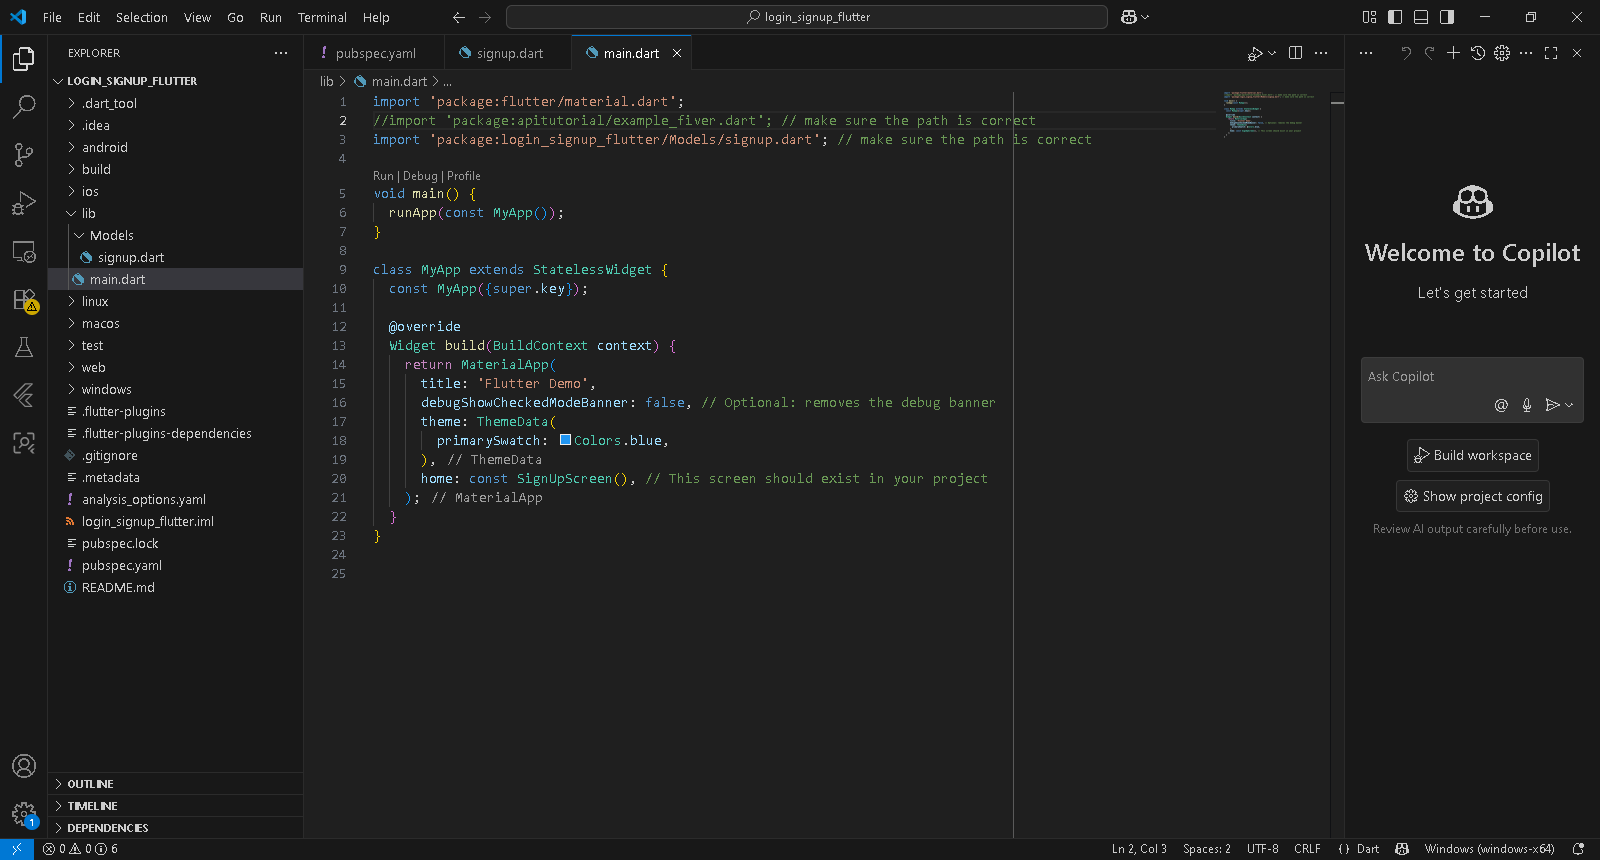 File Edit Selection View Go Run Terminal Help
login_signup_flutter
EXPLORER
LOGIN_SIGNUP_FLUTTER
.dart_tool
.idea
android
build
ios
lib
Models
signup.dart
main.dart
linux
macos
test
web
windows
.flutter-plugins
.flutter-plugins-dependencies
.gitignore
.metadata
analysis_options.yaml
login_signup_flutter.iml
pubspec.lock
pubspec.yaml
README.md
OUTLINE
TIMELINE
DEPENDENCIES
1
pubspec.yaml signup.dart main.dart
lib > main.dart > ...
1 import 'package:flutter/material.dart';
2 //import 'package:apitutorial/example_fiver.dart'; // make sure the path is correct
3 import 'package:login_signup_flutter/Models/signup.dart'; // make sure the path is correct
4
Run | Debug | Profile
5 void main() {
6 runApp(const MyApp());
7 }
8
9 class MyApp extends StatelessWidget {
10 const MyApp({super.key});
11
12 @override
13 Widget build(BuildContext context) {
14 return MaterialApp(
15 title: 'Flutter Demo',
16 debugShowCheckedModeBanner: false, // Optional: removes the debug banner
17 theme: ThemeData(
18 primarySwatch: Colors.blue,
19 ), // ThemeData
20 home: const SignUpScreen(), // This screen should exist in your project
21 ); // MaterialApp
22 }
23 }
24
25
Welcome to Copilot
Let's get started
Ask Copilot
Build workspace
Show project config
Review AI output carefully before use.
0 0 6
Ln 2, Col 3 Spaces: 2 UTF-8 CRLF {} Dart Windows (windows-x64)